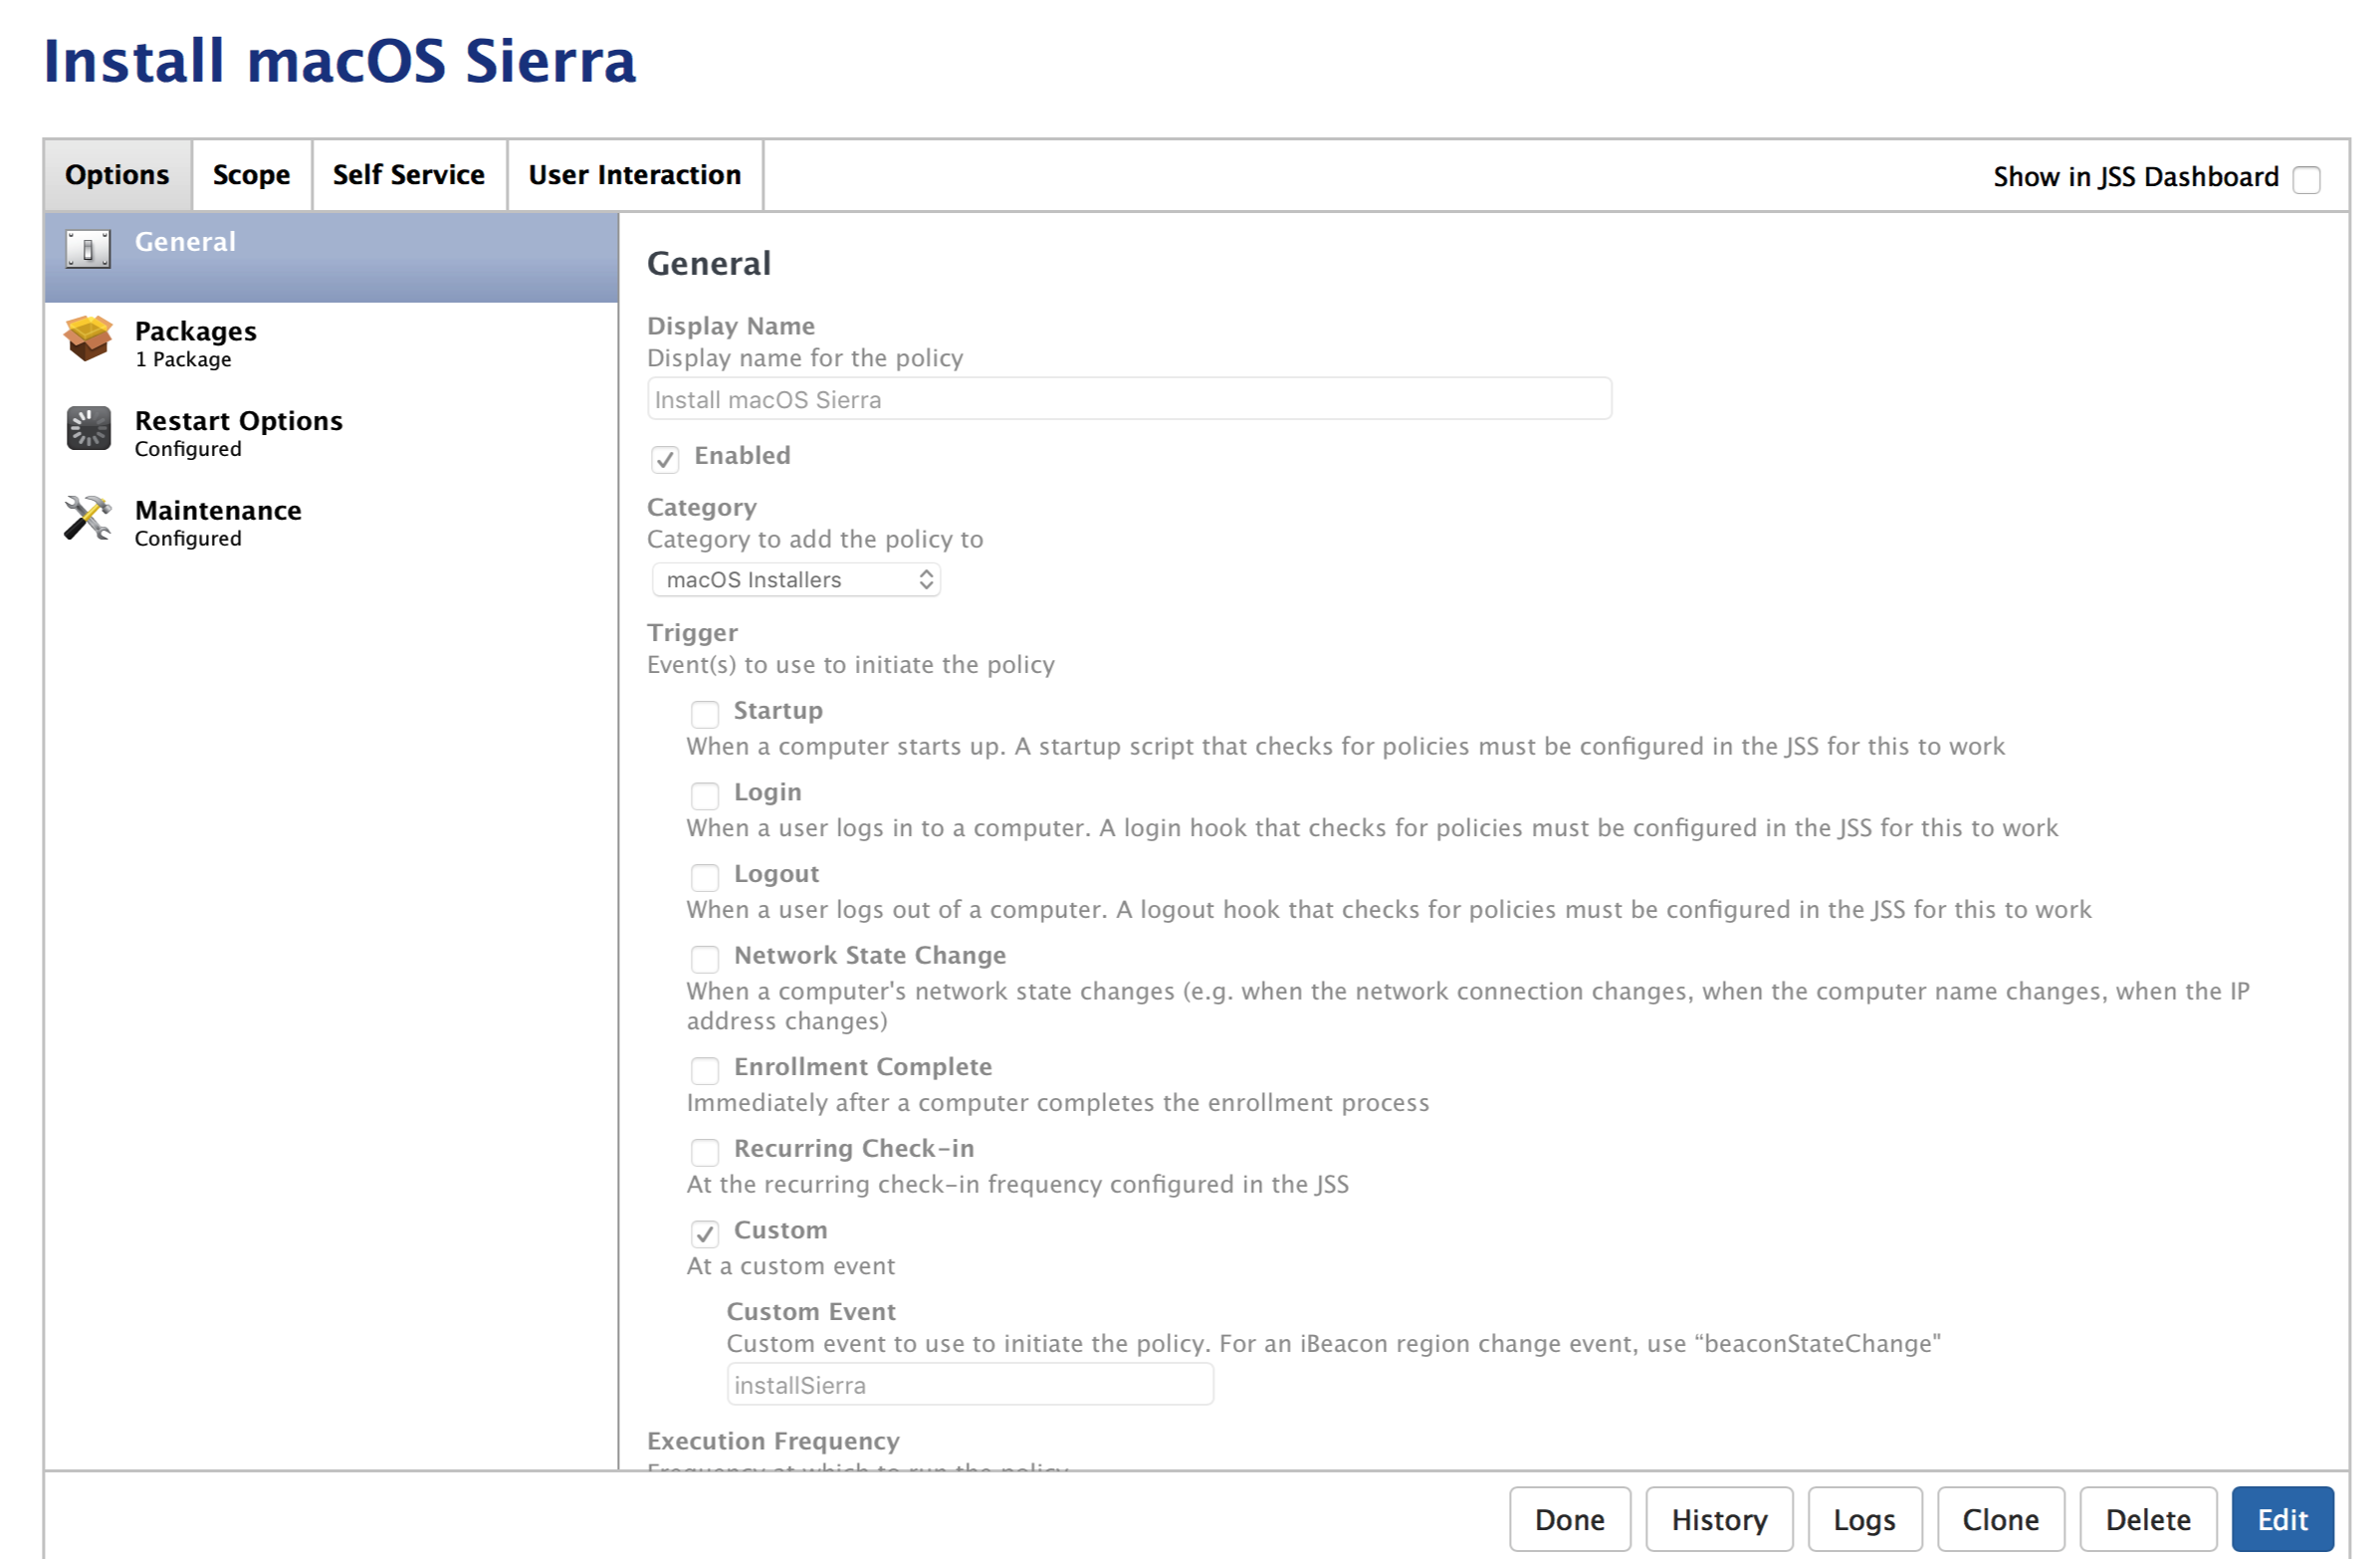 Install macOS Sierra
Options
Scope
Self Service
User Interaction
Show in JSS Dashboard
General
Packages
1 Package
Restart Options
Configured
Maintenance
Configured
General
Display Name
Display name for the policy
Install macOS Sierra
Enabled
Category
Category to add the policy to
macOS Installers
Trigger
Event(s) to use to initiate the policy
Startup
When a computer starts up. A startup script that checks for policies must be configured in the JSS for this to work
Login
When a user logs in to a computer. A login hook that checks for policies must be configured in the JSS for this to work
Logout
When a user logs out of a computer. A logout hook that checks for policies must be configured in the JSS for this to work
Network State Change
When a computer's network state changes (e.g. when the network connection changes, when the computer name changes, when the IP
address changes)
Enrollment Complete
Immediately after a computer completes the enrollment process
Recurring Check-in
At the recurring check-in frequency configured in the JSS
Custom
At a custom event
Custom Event
Custom event to use to initiate the policy. For an iBeacon region change event, use “beaconStateChange"
installSierra
Execution Frequency
Frequency at which to run the policy
Done
History
Logs
Clone
Delete
Edit